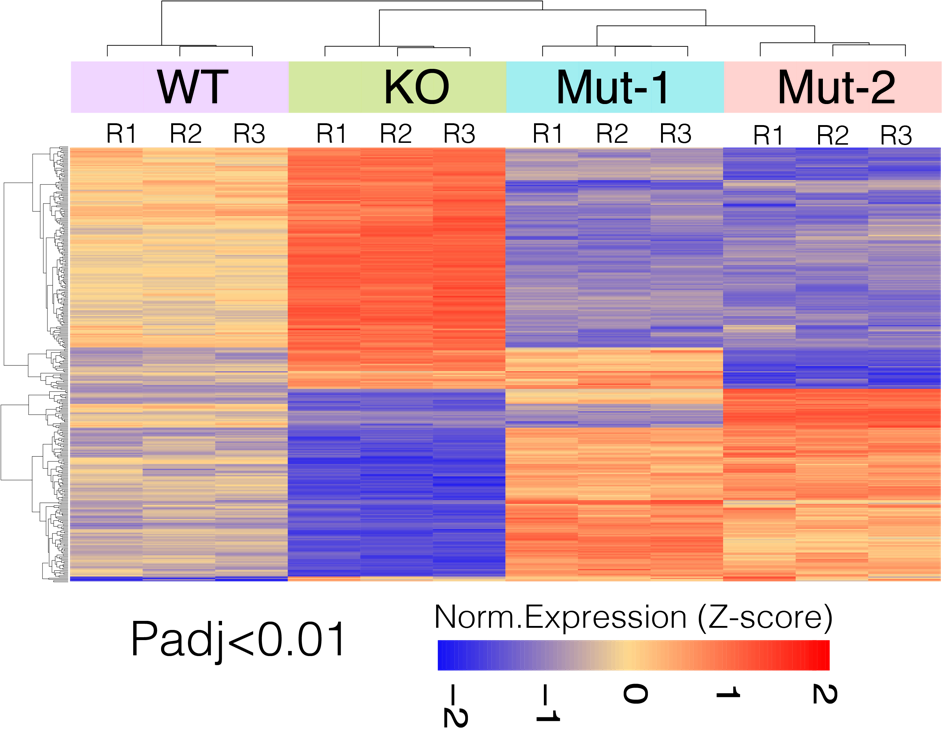 WT KO Mut-1 Mut-2
R1 R2 R3 R1 R2 R3 R1 R2 R3 R1 R2 R3
Padj<0.01
Norm.Expression (Z-score)
-2 -1 0 1 2